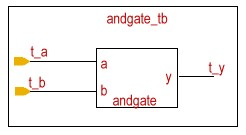 andgate_tb
t_a
a
y
t_y
t_b
b
andgate